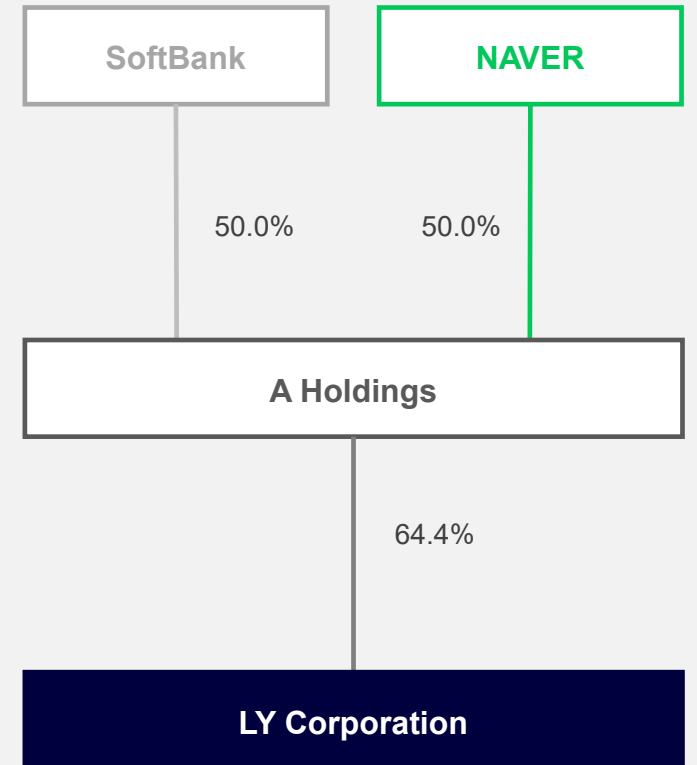 SoftBank
NAVER
50.0%
50.0%
A Holdings
64.4%
LY Corporation